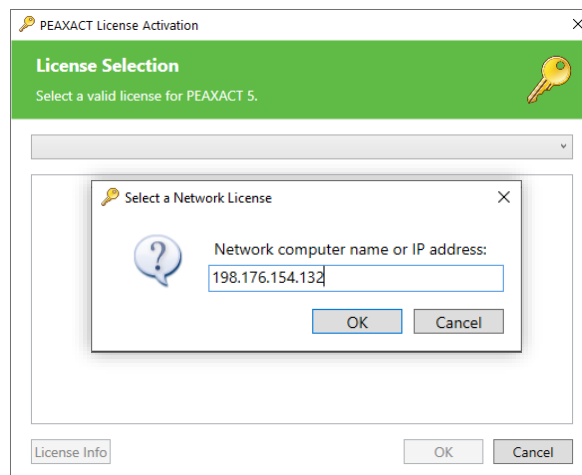 PEAXACT License Activation
License Selection
Select a valid license for PEAXACT 5.
Select a Network License
Network computer name or IP address:
198.176.154.132
OK Cancel
License Info OK Cancel